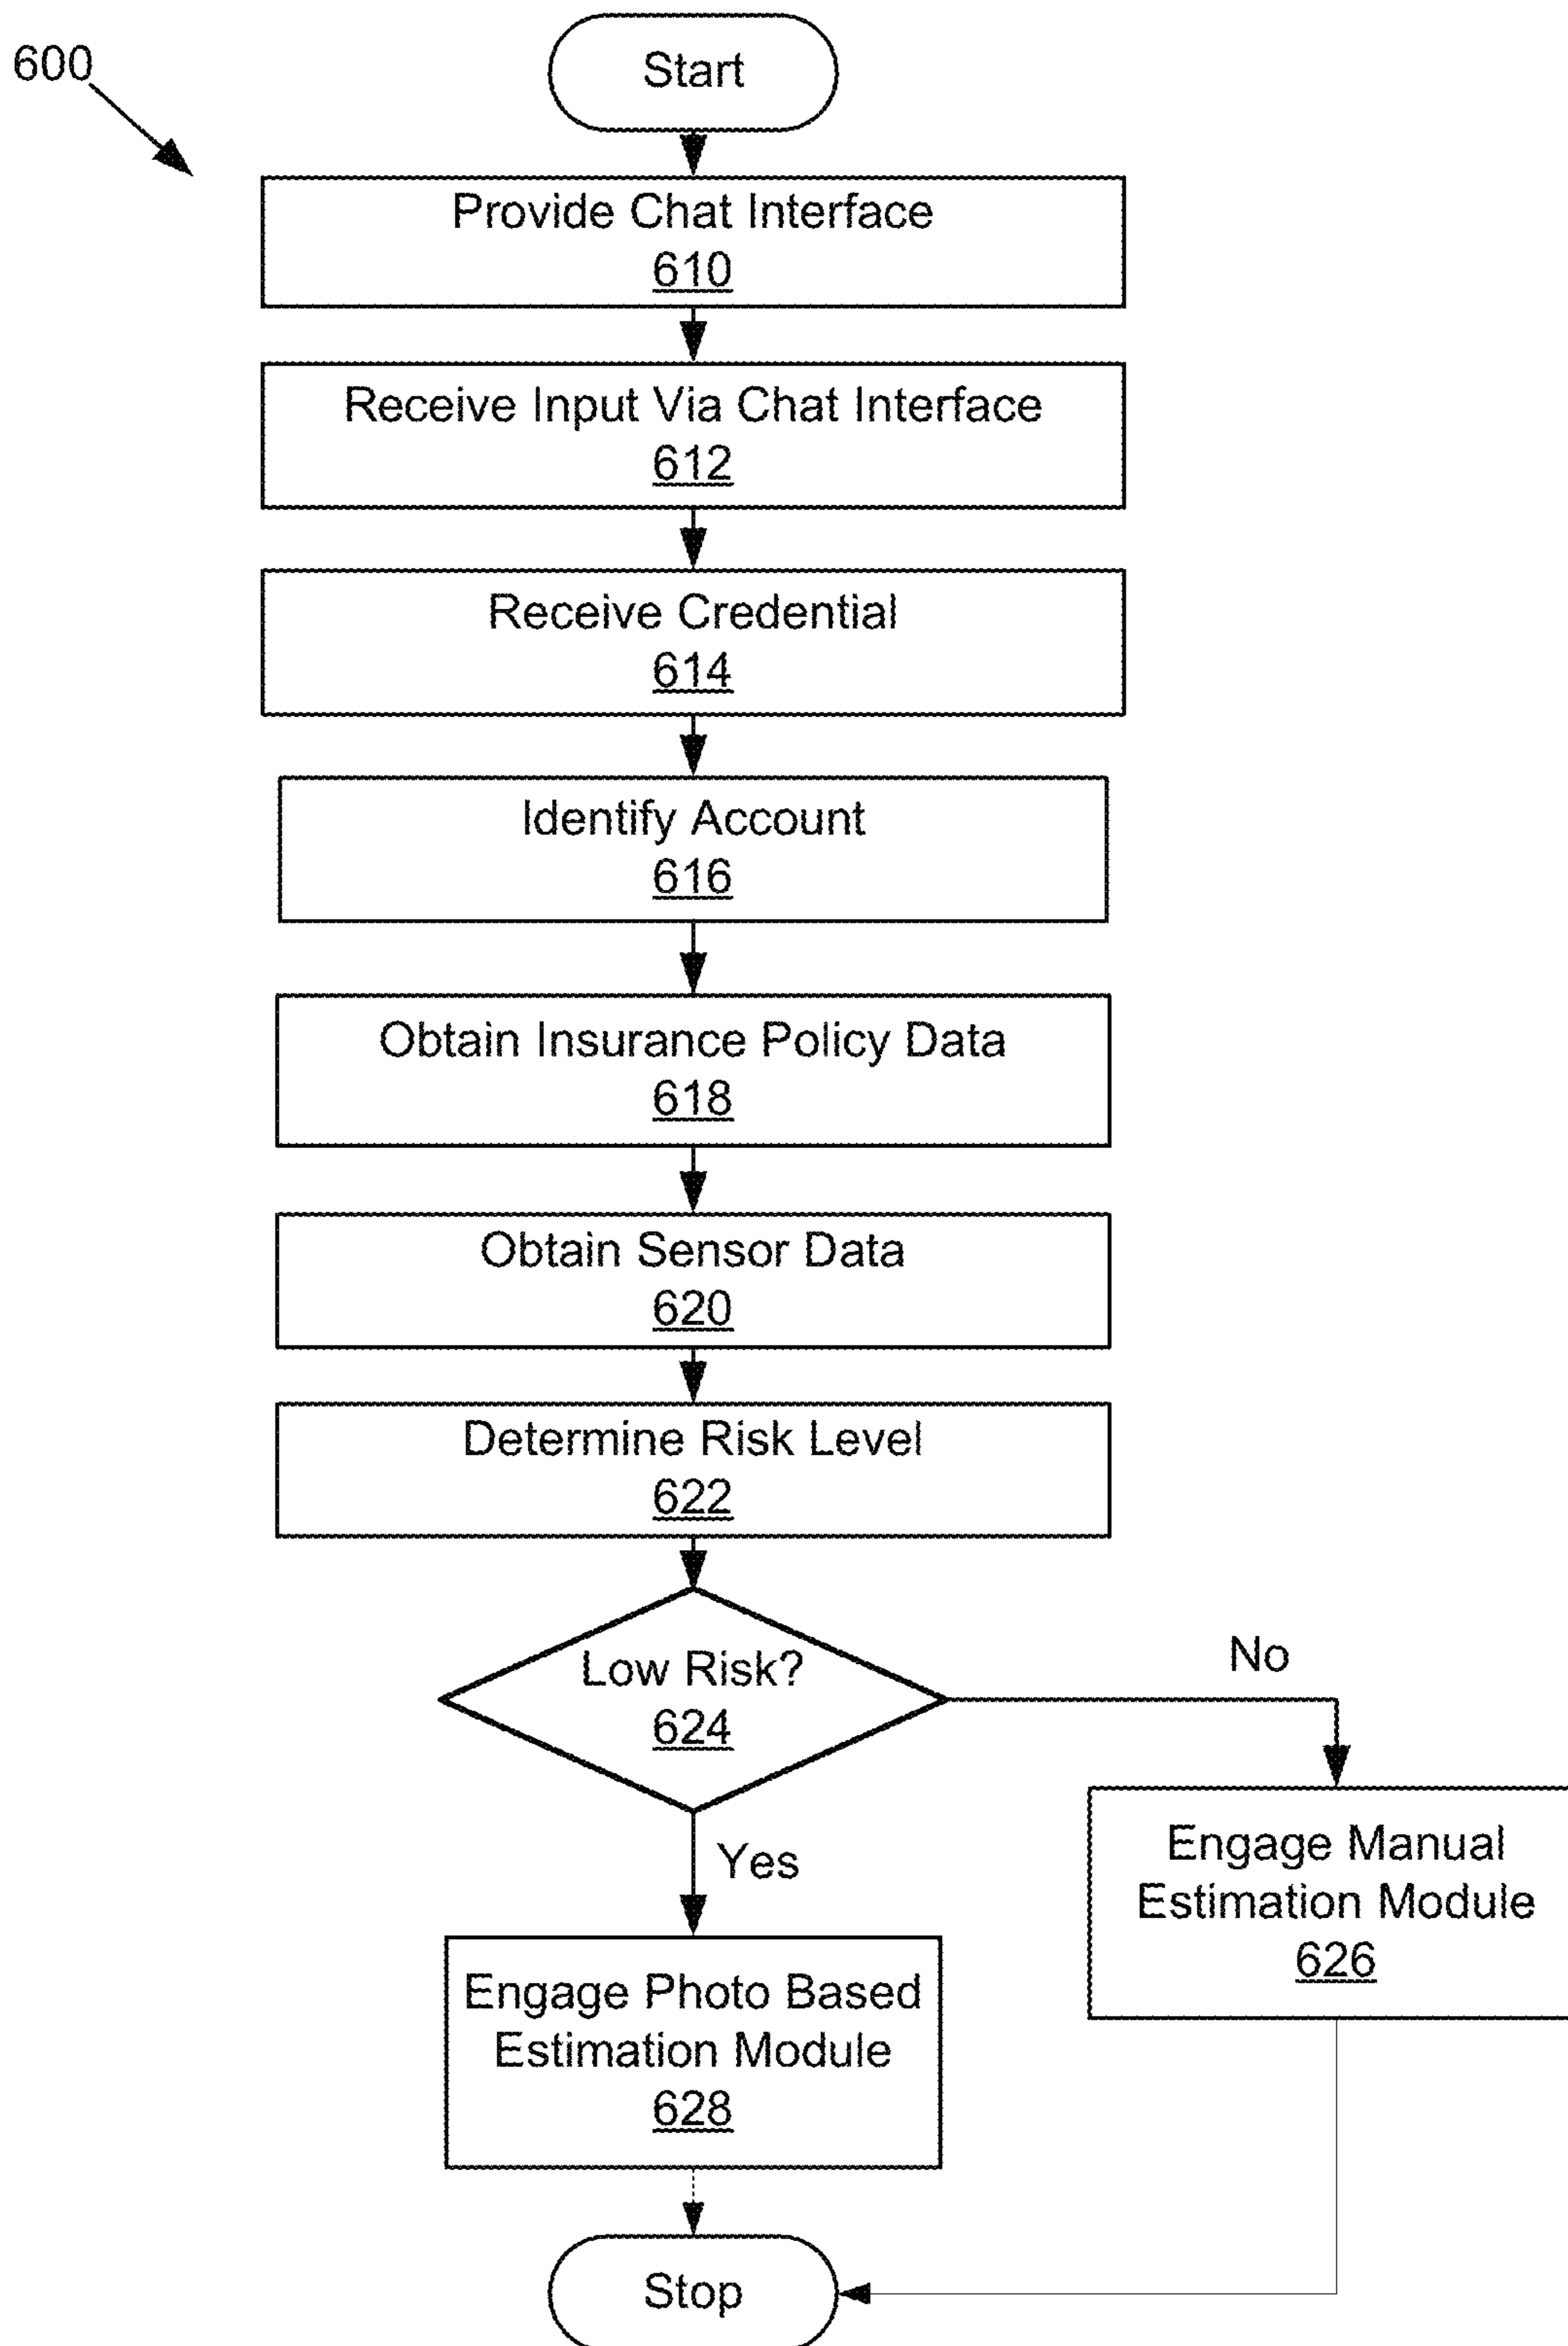 600
Start
Provide Chat Interface
610
Receive Input Via Chat Interface
612
Receive Credential
614
Identify Account
616
Obtain Insurance Policy Data
618
Obtain Sensor Data
620
Determine Risk Level
622
Low Risk?
624
No
Yes
Engage Manual
Estimation Module
626
Engage Photo Based
Estimation Module
628
Stop